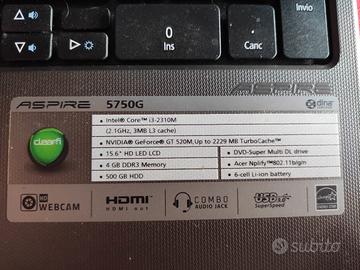 0
Ins
Canc
Invio
ASPIRE
ASPIRE 5750G
dlna
clear.fi
• Intel® Core™ i3-2310M
(2.1GHz, 3MB L3 cache)
• NVIDIA® GeForce® GT 520M, Up to 2229 MB TurboCache™
• 15.6" HD LED LCD
• DVD-Super Multi DL drive
• 4 GB DDR3 Memory
• Acer Nplify™802.11b/g/n
• 500 GB HDD
• 6-cell Li-ion battery
HD
WEBCAM
HDMI
HDMI out
COMBO
AUDIO JACK
USB
SuperSpeed
subito